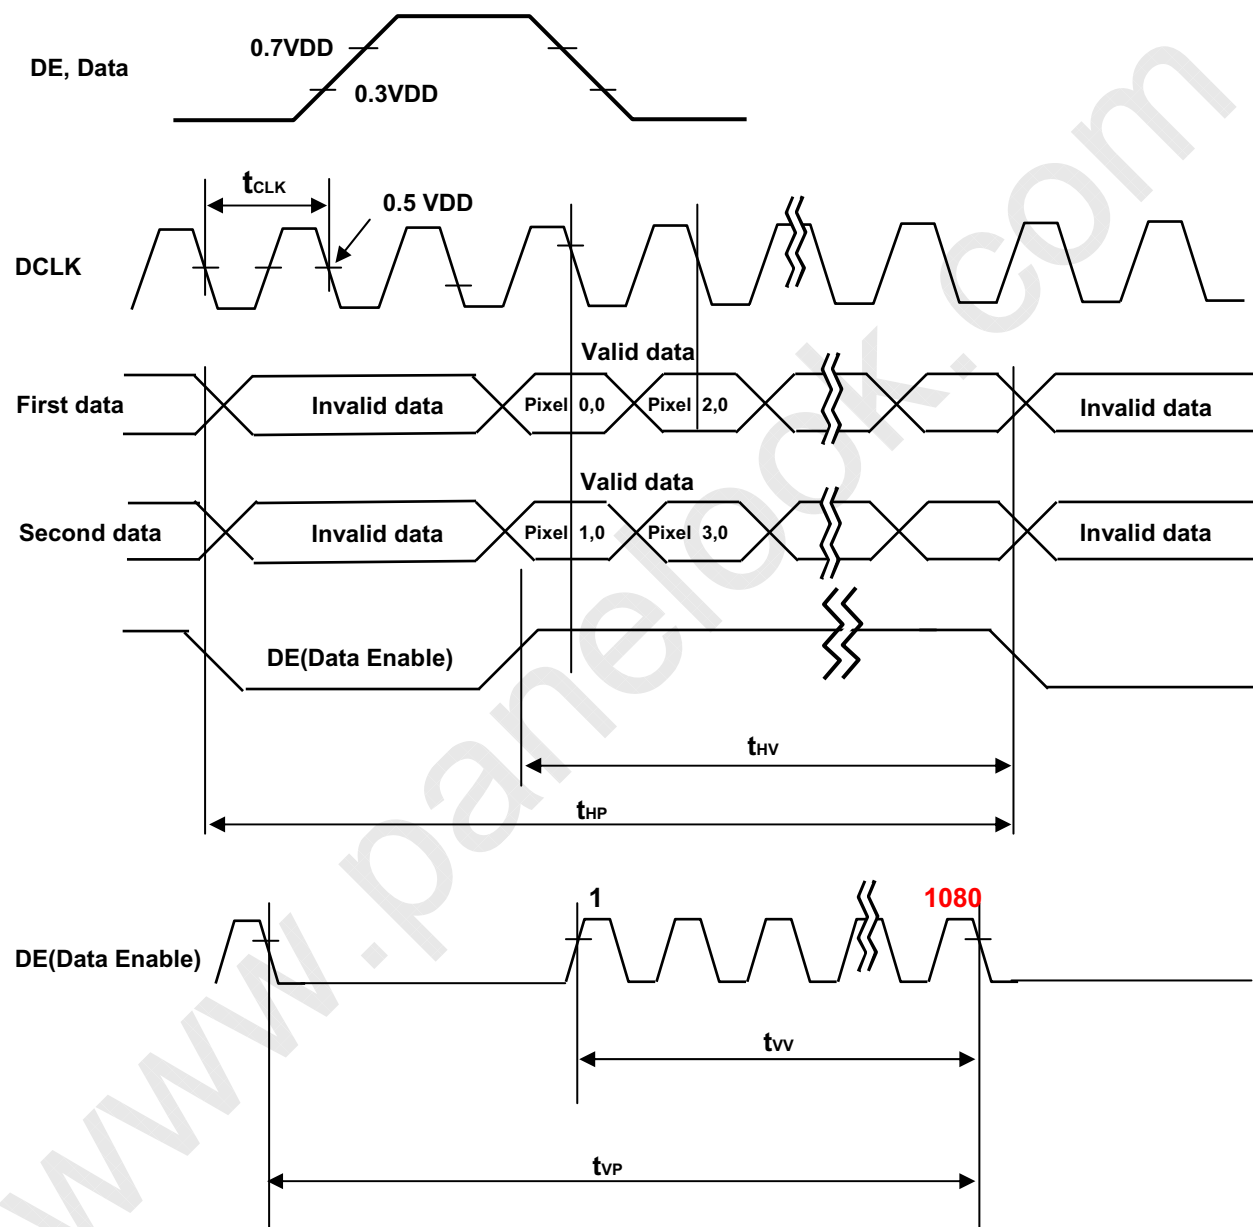 0.7VDD
DE, Data
0.3VDD
tCLK
0.5 VDD
DCLK
Valid data
First data
Invalid data
Pixel 0,0
Pixel 2,0
Invalid data
Valid data
Second data
Invalid data
Pixel 1,0
Pixel 3,0
Invalid data
DE(Data Enable)
tHV
tHP
1
1080
DE(Data Enable)
tVV
tVP
www.panelook.com